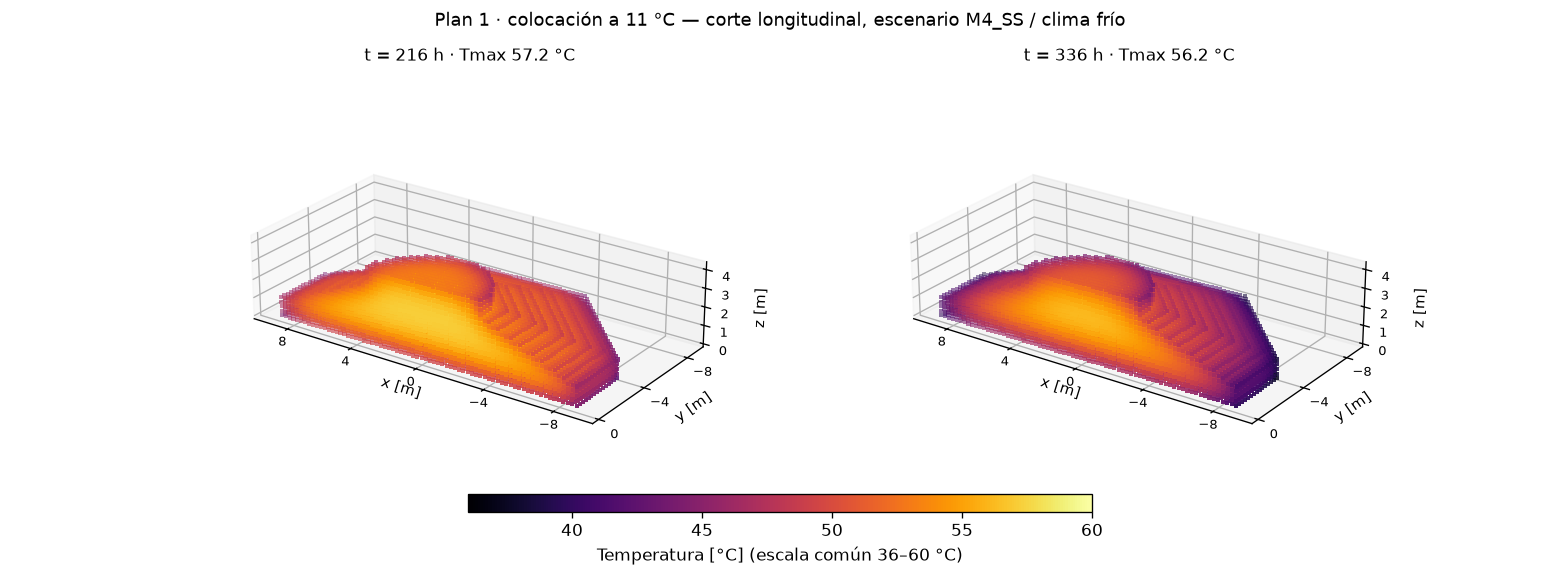 Plan 1 · colocación a 11 °C — corte longitudinal, escenario M4_SS / clima frío
t = 216 h · Tmax 57.2 °C
t = 336 h · Tmax 56.2 °C
4
3
2
1
0
z [m]
8
4
0
−4
−8
x [m]
−8
−4
0
y [m]
4
3
2
1
0
z [m]
8
4
0
−4
−8
x [m]
−8
−4
0
y [m]
40 45 50 55 60
Temperatura [°C] (escala común 36–60 °C)